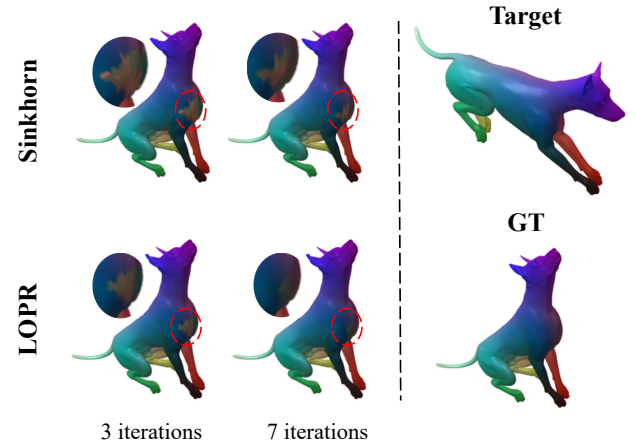 Target
Sinkhorn
GT
LOPR
3 iterations
7 iterations